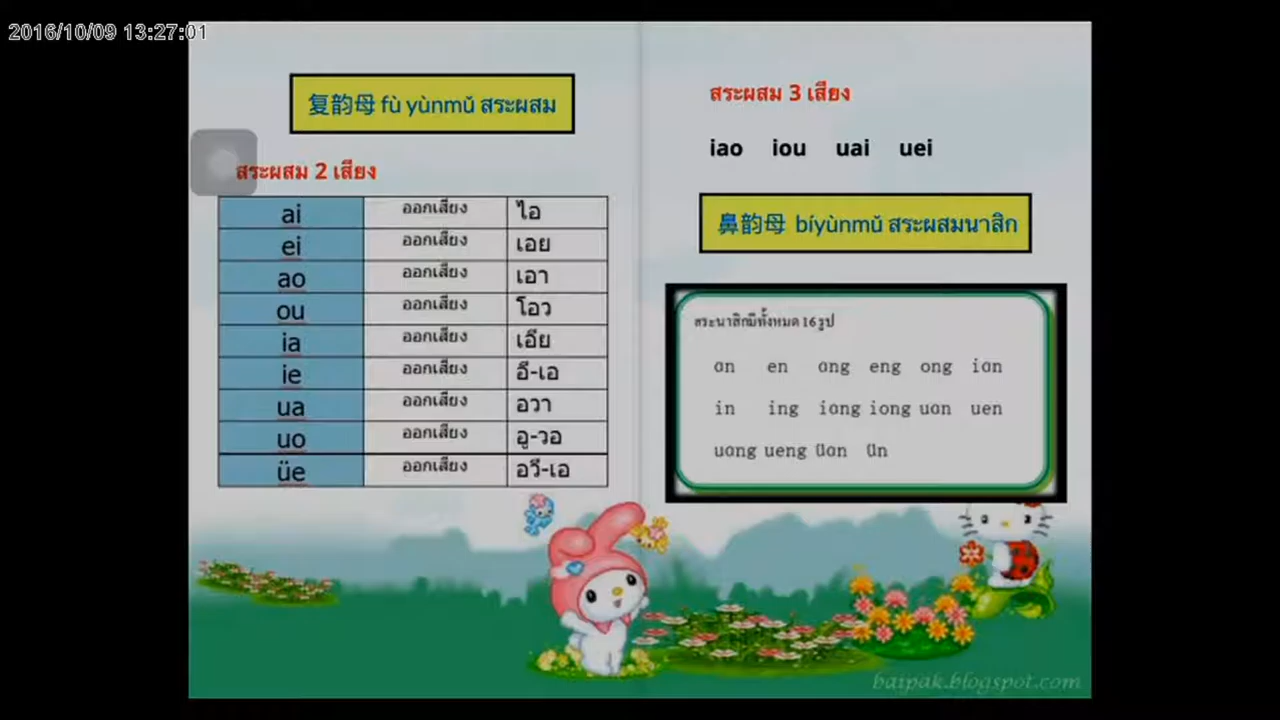 2016/10/09 13:27:01
复韵母 fù yùnmǔ สระผสม
สระผสม 2 เสียง
ai ออกเสียง ไอ
ei ออกเสียง เอย
ao ออกเสียง เอา
ou ออกเสียง โอว
ia ออกเสียง เอีย
ie ออกเสียง อี-เอ
ua ออกเสียง อวา
uo ออกเสียง อู-วอ
üe ออกเสียง อวี-เอ
สระผสม 3 เสียง
iao iou uai uei
鼻韵母 bíyùnmǔ สระผสมนาสิก
สระนาสิกมีทั้งหมด 16 รูป
an en ang eng ong ian
in ing iang iong uan uen
uang ueng üan ün
baipak.blogspot.com